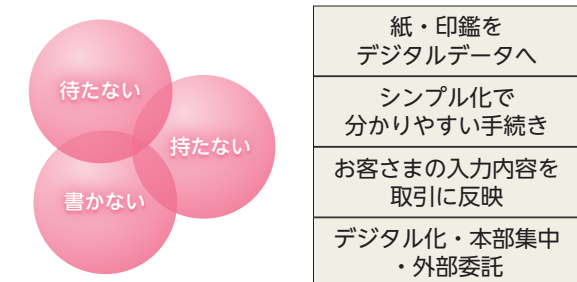 待たない
持たない
書かない
紙・印鑑を
デジタルデータへ
シンプル化で
分かりやすい手続き
お客さまの入力内容を
取引に反映
デジタル化・本部集中
・外部委託